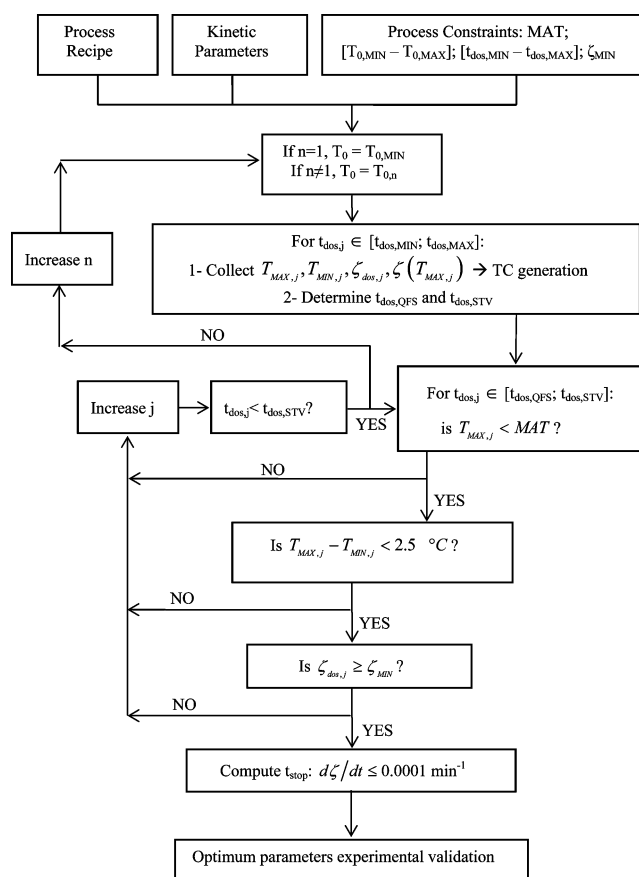 Process
Recipe
Kinetic
Parameters
Process Constraints: MAT;
[T0,MIN – T0,MAX]; [tdos,MIN – tdos,MAX]; ζMIN
If n=1, T0 = T0,MIN
If n≠1, T0 = T0,n
Increase n
For tdos,j ∈ [tdos,MIN; tdos,MAX]:
1- Collect TMAX,j, TMIN,j, ζdos,j, ζ(TMAX,j) → TC generation
2- Determine tdos,QFS and tdos,STV
NO
Increase j
tdos,j< tdos,STV?
YES
For tdos,j ∈ [tdos,QFS; tdos,STV]:
is TMAX,j < MAT ?
NO
YES
Is TMAX,j – TMIN,j < 2.5 °C ?
NO
YES
Is ζdos,j ≥ ζMIN ?
NO
YES
Compute tstop: dζ/dt ≤ 0.0001 min-1
Optimum parameters experimental validation